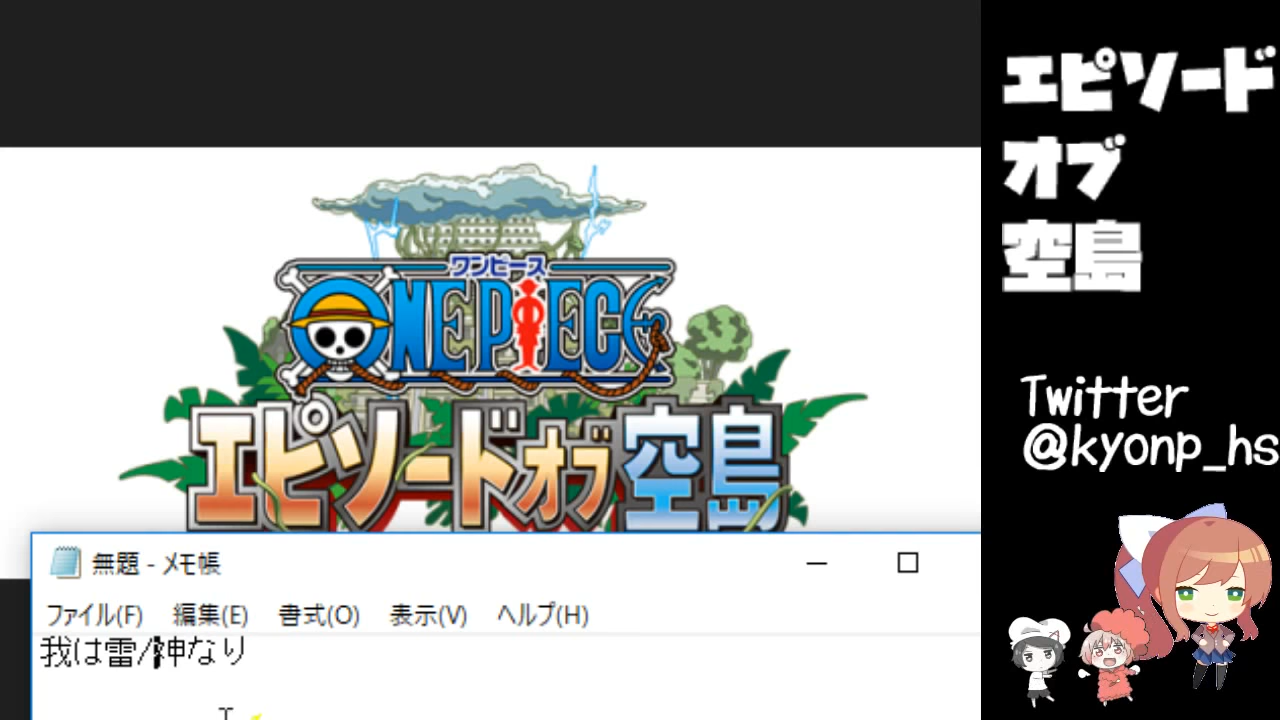 ワンピース
ONE PIECE
エピソードオブ空島
無題 - メモ帳
ファイル(F) 編集(E) 書式(O) 表示(V) ヘルプ(H)
我は雷/神なり
エピソード
オブ
空島
Twitter
@kyonp_hs